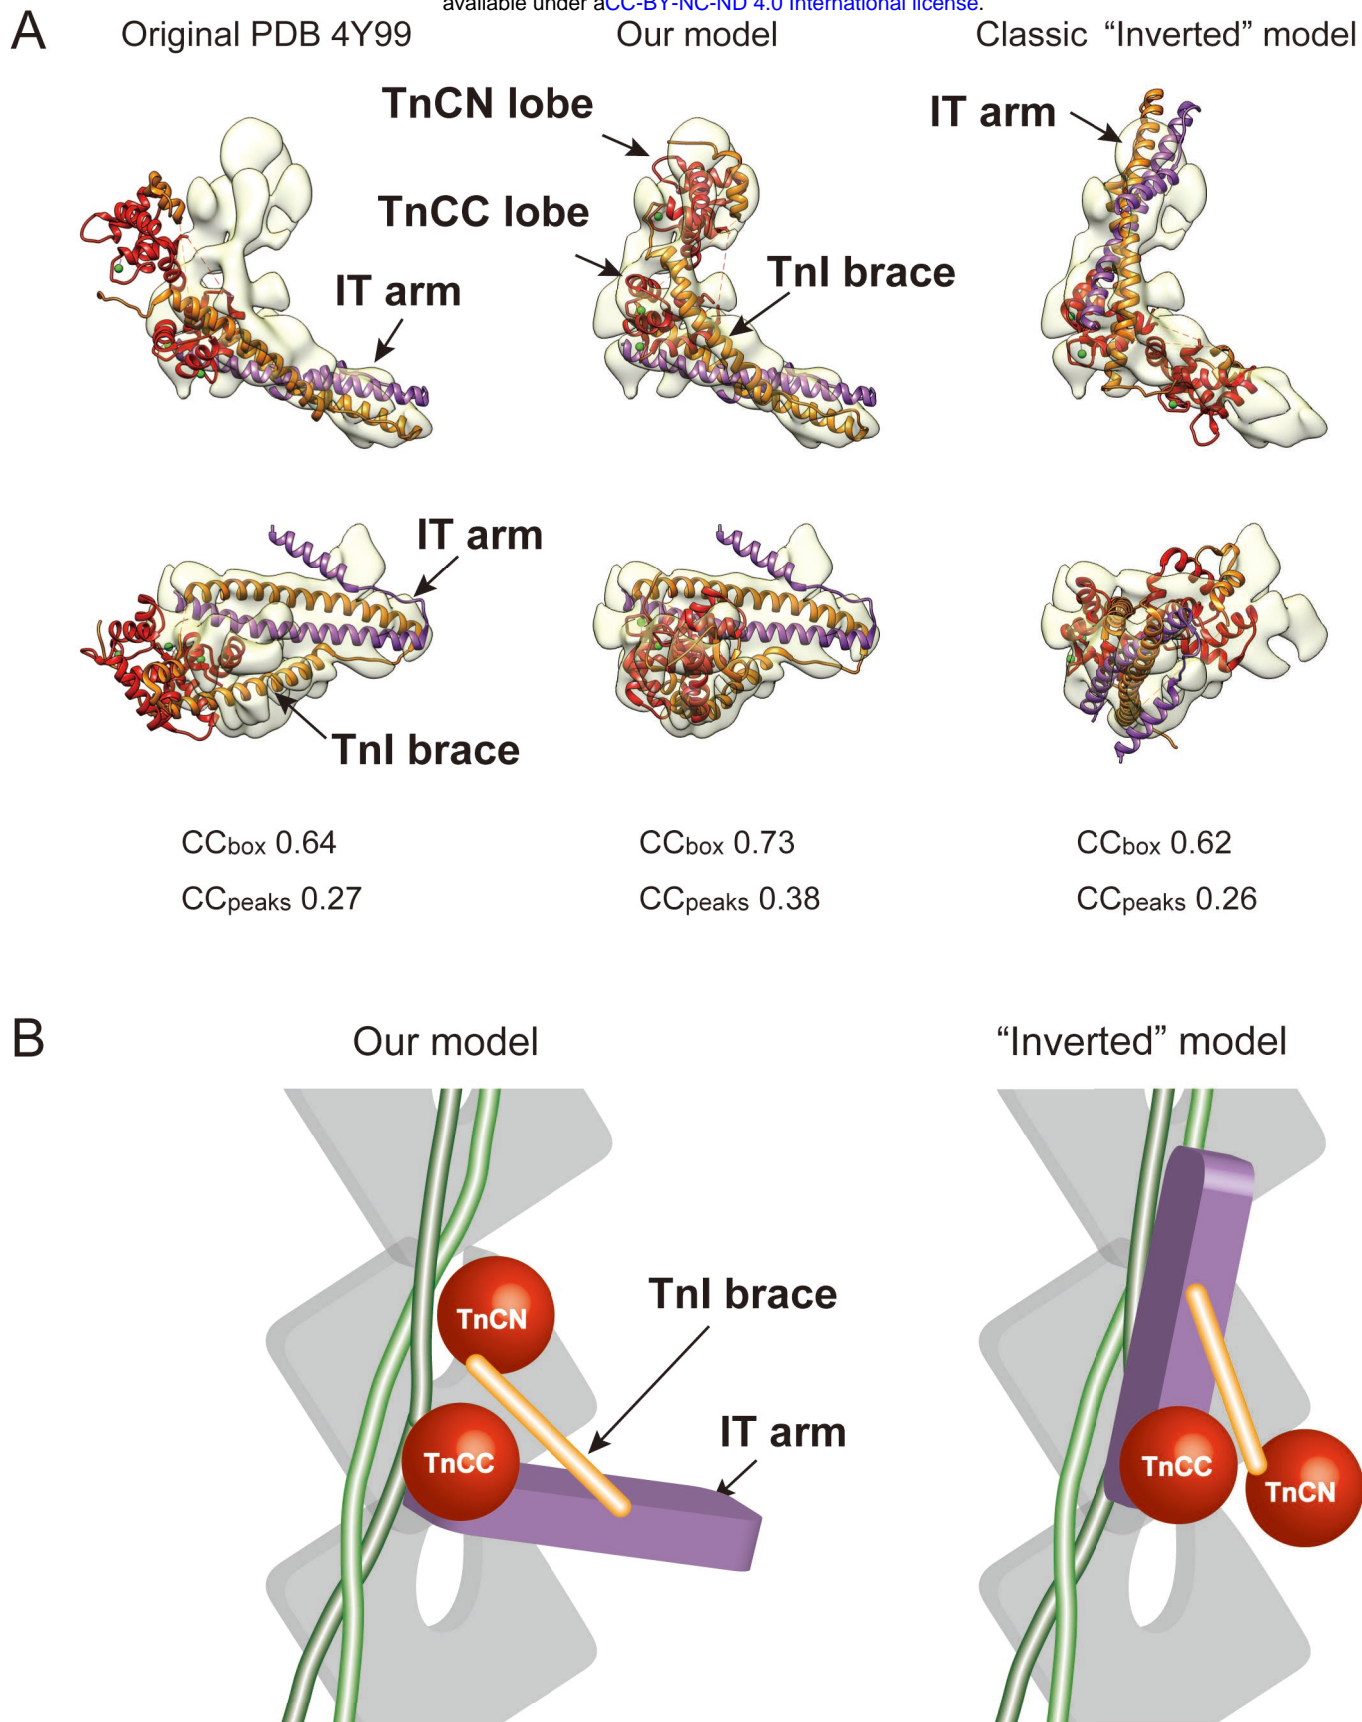 available under aCC-BY-NC-ND 4.0 International license.
A
Original PDB 4Y99
Our model
Classic “Inverted” model
TnCN lobe
IT arm
TnCC lobe
IT arm
TnI brace
IT arm
TnI brace
CCbox 0.64
CCbox 0.73
CCbox 0.62
CCpeaks 0.27
CCpeaks 0.38
CCpeaks 0.26
B
Our model
“Inverted” model
TnCN
TnI brace
IT arm
TnCC
TnCC
TnCN